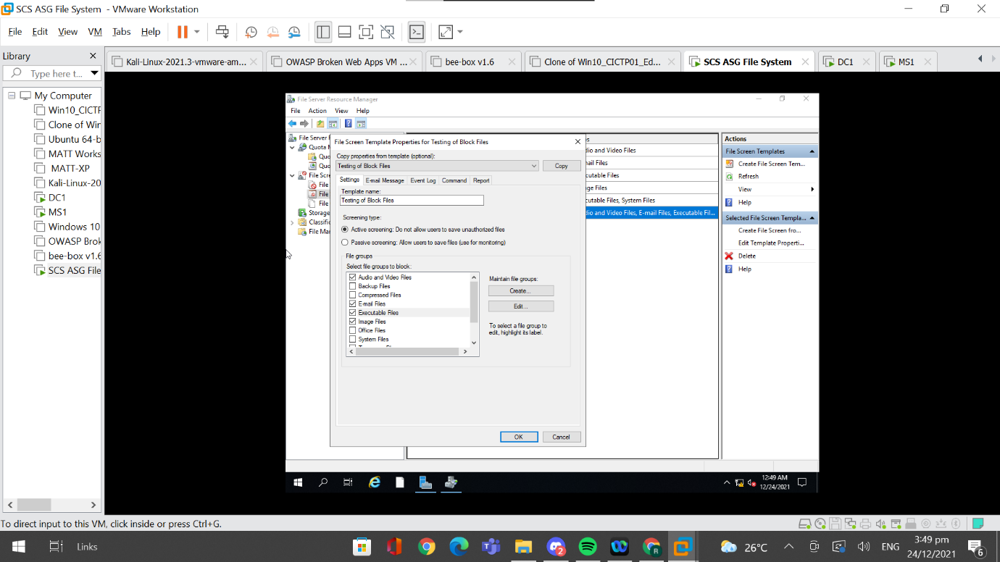 SCS ASG File System - VMware Workstation
File Edit View VM Tabs Help
Library
Type here t...
Kali-Linux-2021.3-vmware-am...
OWASP Broken Web Apps VM ...
bee-box v1.6
Clone of Win10_CICTP01_Ed...
SCS ASG File System
DC1
MS1
My Computer
Win10_CICTF
Clone of Wir
Ubuntu 64-b
MATT Works
MATT-XP
Kali-Linux-20
DC1
MS1
Windows 10
OWASP Brok
bee-box v1.6
SCS ASG File
File Server Resource Manager
File Action View Help
File Server
Quota M
Quo
Quo
File Scre
File
File
File
Storage
Classific
File Mar
File Screen Template Properties for Testing of Block Files
Copy properties from template (optional):
Testing of Block Files
Copy
Settings E-mail Message Event Log Command Report
Template name:
Testing of Block Files
Screening type:
Active screening: Do not allow users to save unauthorized files
Passive screening: Allow users to save files (use for monitoring)
File groups
Select file groups to block:
Audio and Video Files
Backup Files
Compressed Files
E-mail Files
Executable Files
Image Files
Office Files
System Files
Maintain file groups:
Create...
Edit...
To select a file group to
edit, highlight its label.
OK
Cancel
dio and Video Files
nail Files
cutable Files
ge Files
cutable Files, System Files
dio and Video Files, E-mail Files, Executable Fil...
Actions
File Screen Templates
Create File Screen Tem...
Refresh
View
Help
Selected File Screen Templa...
Create File Screen fro...
Edit Template Properti...
Delete
Help
12:49 AM
12/24/2021
To direct input to this VM, click inside or press Ctrl+G.
Links
2
26°C
ENG
3:49 pm
24/12/2021
6